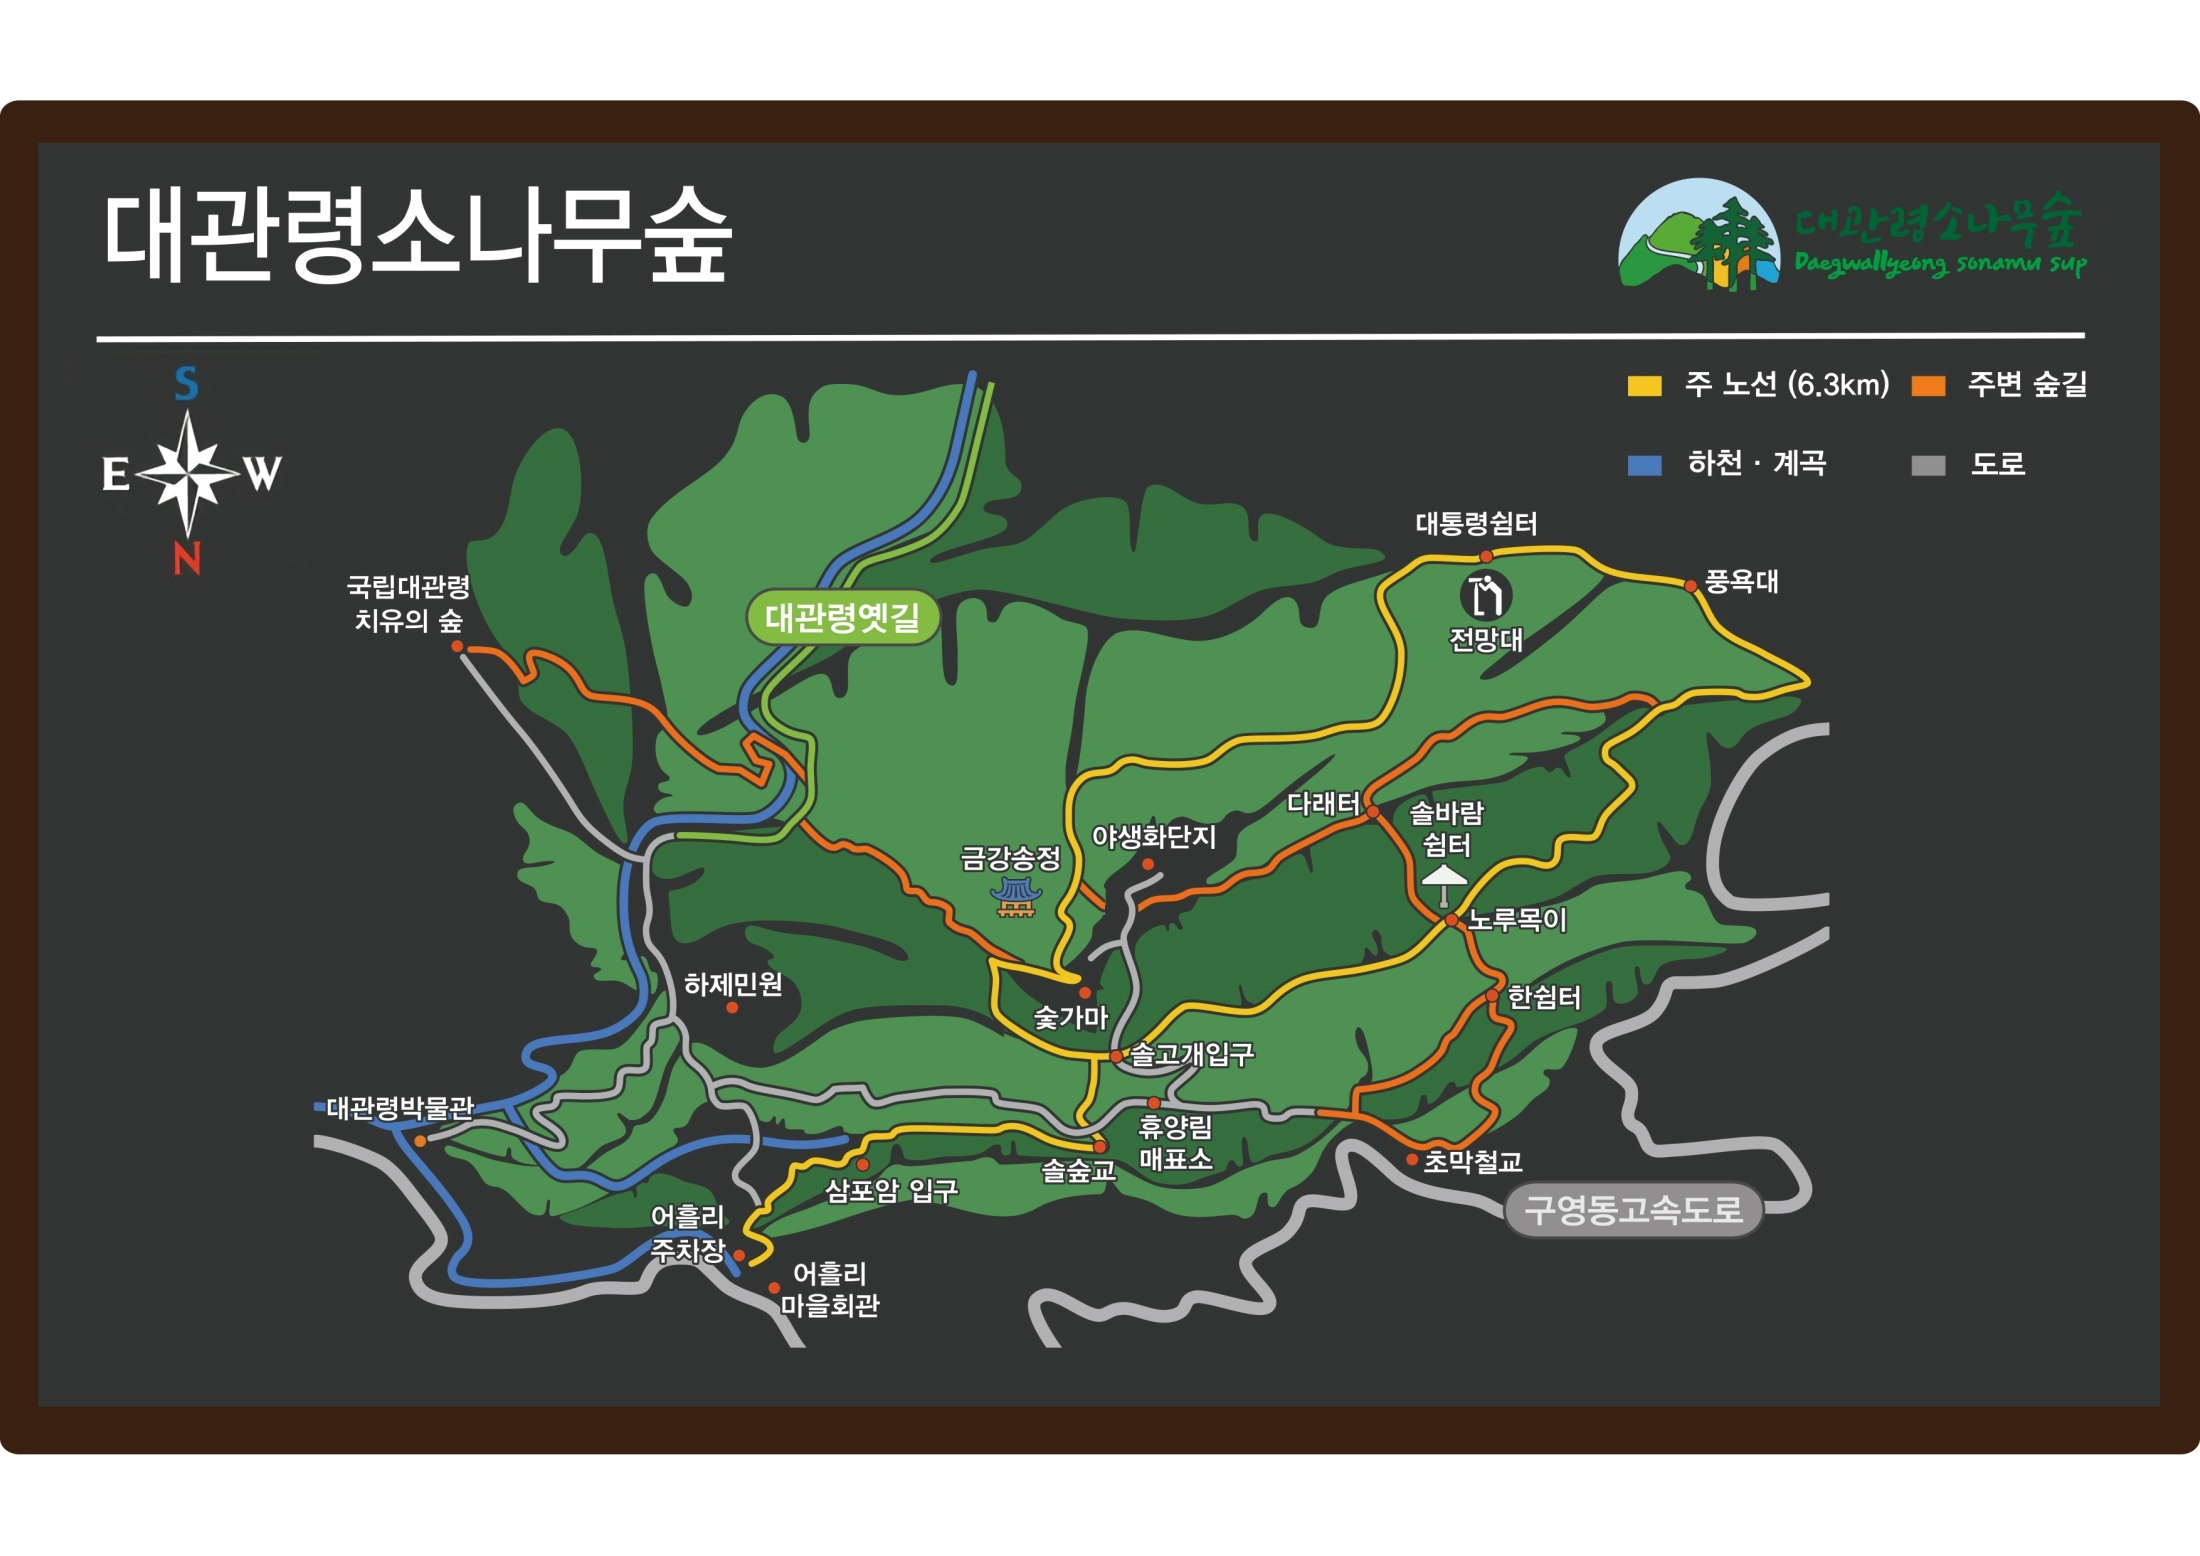 대관령소나무숲
대관령소나무숲
Daegwallyeong sonamu sup
주 노선 (6.3km)
주변 숲길
하천 · 계곡
도로
S
E
W
N
대통령쉼터
풍욕대
전망대
국립대관령
치유의 숲
대관령옛길
다래터
솔바람
쉼터
야생화단지
금강송정
노루목이
하제민원
한쉼터
숯가마
솔고개입구
대관령박물관
휴양림
매표소
솔숲교
초막철교
삼포암 입구
구영동고속도로
어흘리
주차장
어흘리
마을회관